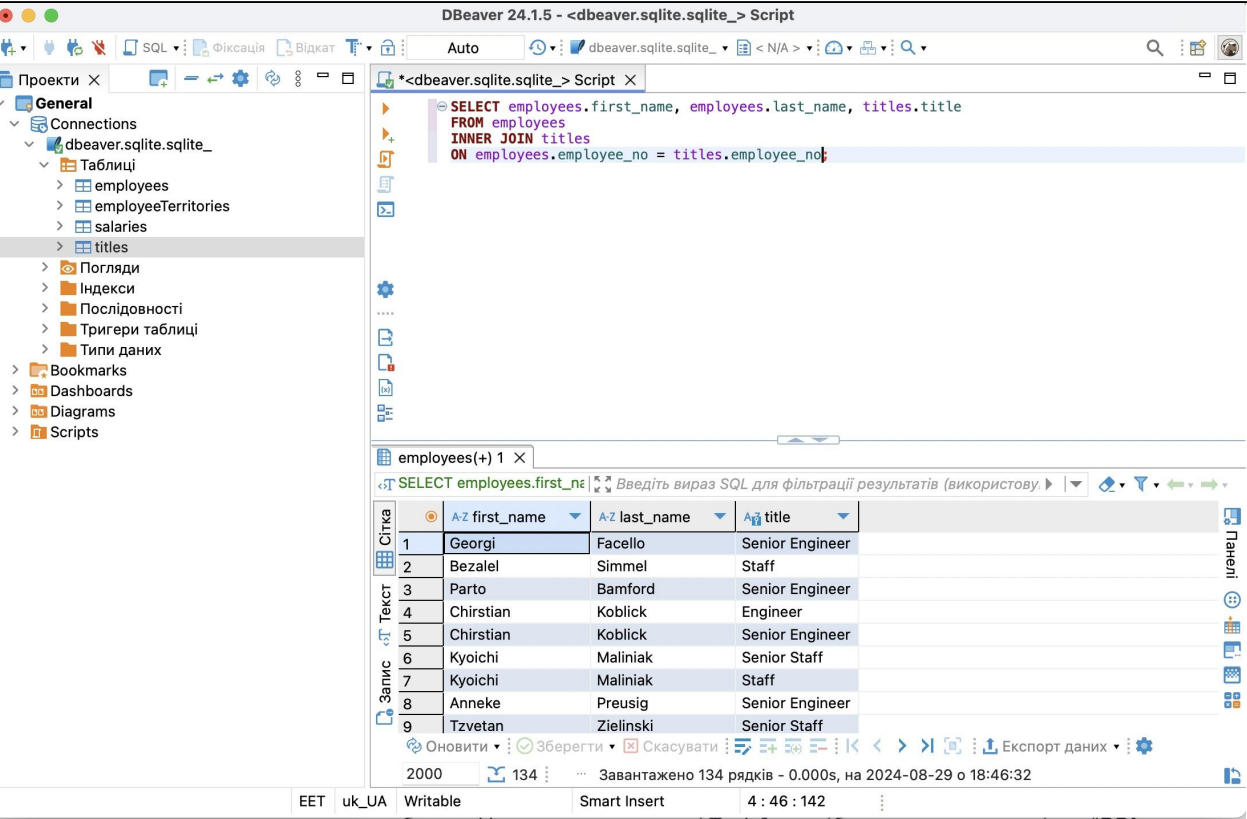 DBeaver 24.1.5 - <dbeaver.sqlite.sqlite_> Script
SQL Фіксація Відкат T Auto dbeaver.sqlite.sqlite_ < N/A >
Проекти
General
Connections
dbeaver.sqlite.sqlite_
Таблиці
employees
employeeTerritories
salaries
titles
Погляди
Індекси
Послідовності
Тригери таблиці
Типи даних
Bookmarks
Dashboards
Diagrams
Scripts
*<dbeaver.sqlite.sqlite_> Script
SELECT employees.first_name, employees.last_name, titles.title
FROM employees
INNER JOIN titles
ON employees.employee_no = titles.employee_no;
employees(+) 1
SELECT employees.first_na Введіть вираз SQL для фільтрації результатів (використову.
Сітка
Текст
Запис
A-Z first_name A-Z last_name title
1 Georgi Facello Senior Engineer
2 Bezalel Simmel Staff
3 Parto Bamford Senior Engineer
4 Chirstian Koblick Engineer
5 Chirstian Koblick Senior Engineer
6 Kyoichi Maliniak Senior Staff
7 Kyoichi Maliniak Staff
8 Anneke Preusig Senior Engineer
9 Tzvetan Zielinski Senior Staff
Панелі
Оновити Зберегти Скасувати Експорт даних
2000 134 ... Завантажено 134 рядків - 0.000s, на 2024-08-29 о 18:46:32
EET uk_UA Writable Smart Insert 4 : 46 : 142